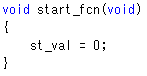 void start_fcn(void)
{
    st_val = 0;
}